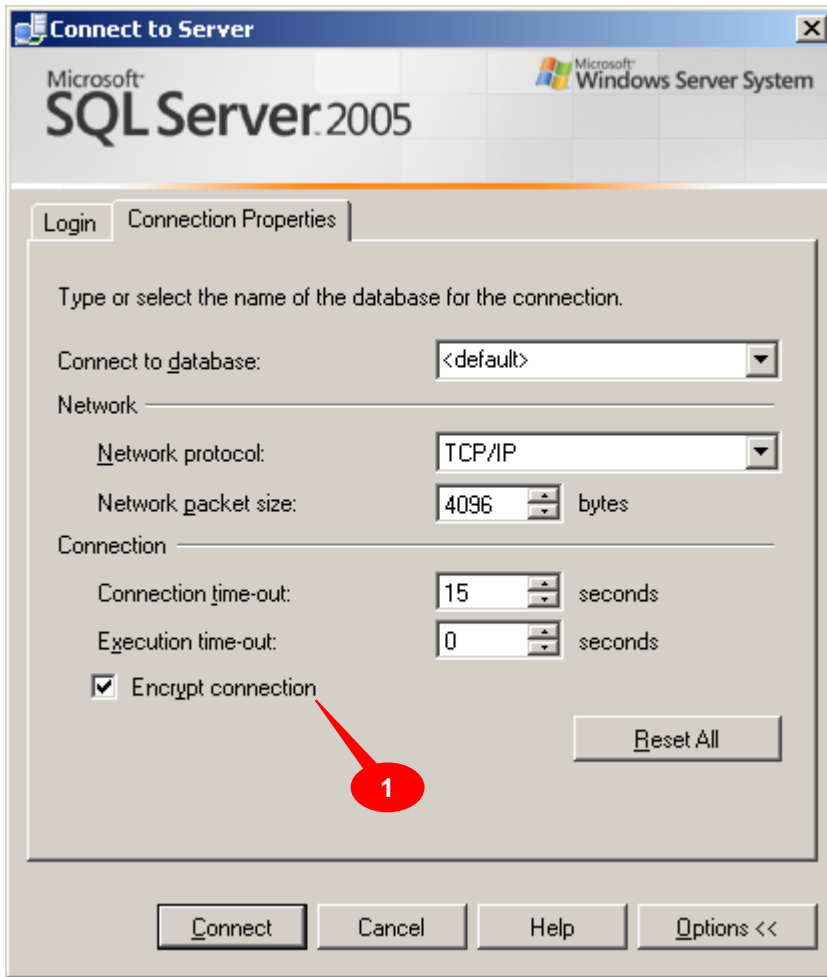 Connect to Server
Microsoft
SQL Server 2005
Microsoft
Windows Server System
Login
Connection Properties
Type or select the name of the database for the connection.
Connect to database: <default>
Network
Network protocol: TCP/IP
Network packet size: 4096 bytes
Connection
Connection time-out: 15 seconds
Execution time-out: 0 seconds
Encrypt connection
Reset All
1
Connect Cancel Help Options <<